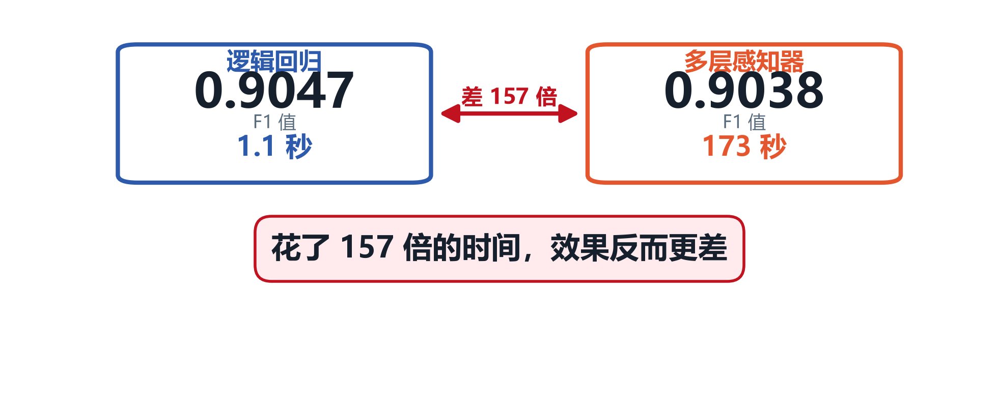 逻辑回归
0.9047
F1 值
1.1 秒
差 157 倍
多层感知器
0.9038
F1 值
173 秒
花了 157 倍的时间，效果反而更差